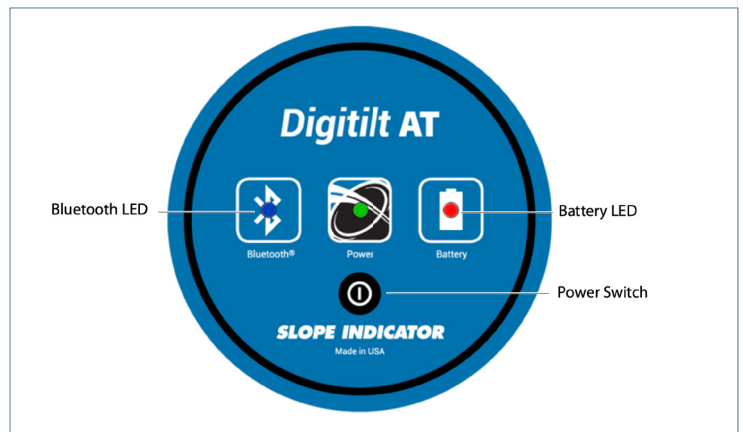 Digitilt AT
Bluetooth LED
Battery LED
Bluetooth®
Power
Battery
Power Switch
SLOPE INDICATOR
Made in USA